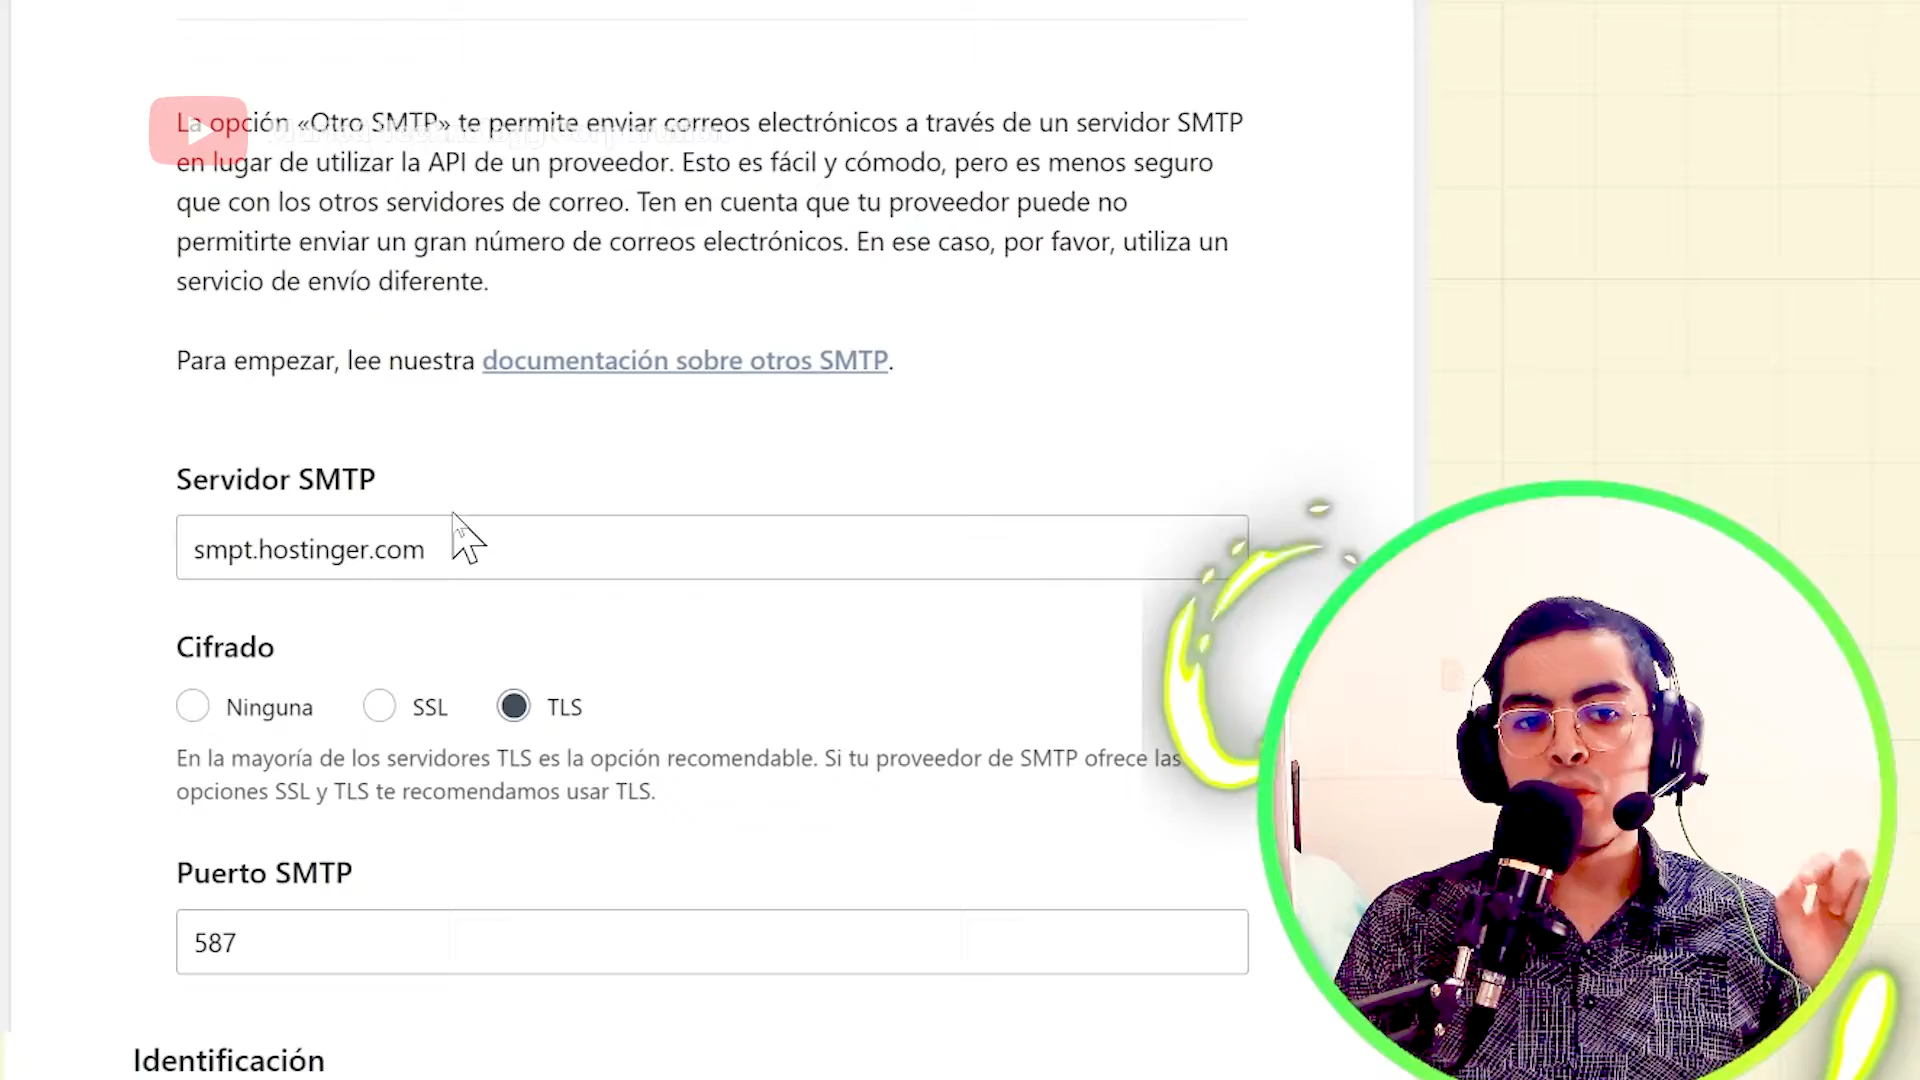 La opción «Otro SMTP» te permite enviar correos electrónicos a través de un servidor SMTP
en lugar de utilizar la API de un proveedor. Esto es fácil y cómodo, pero es menos seguro
que con los otros servidores de correo. Ten en cuenta que tu proveedor puede no
permitirte enviar un gran número de correos electrónicos. En ese caso, por favor, utiliza un
servicio de envío diferente.
Para empezar, lee nuestra documentación sobre otros SMTP.
Servidor SMTP
smpt.hostinger.com
Cifrado
Ninguna SSL TLS
En la mayoría de los servidores TLS es la opción recomendable. Si tu proveedor de SMTP ofrece las
opciones SSL y TLS te recomendamos usar TLS.
Puerto SMTP
587
Identificación